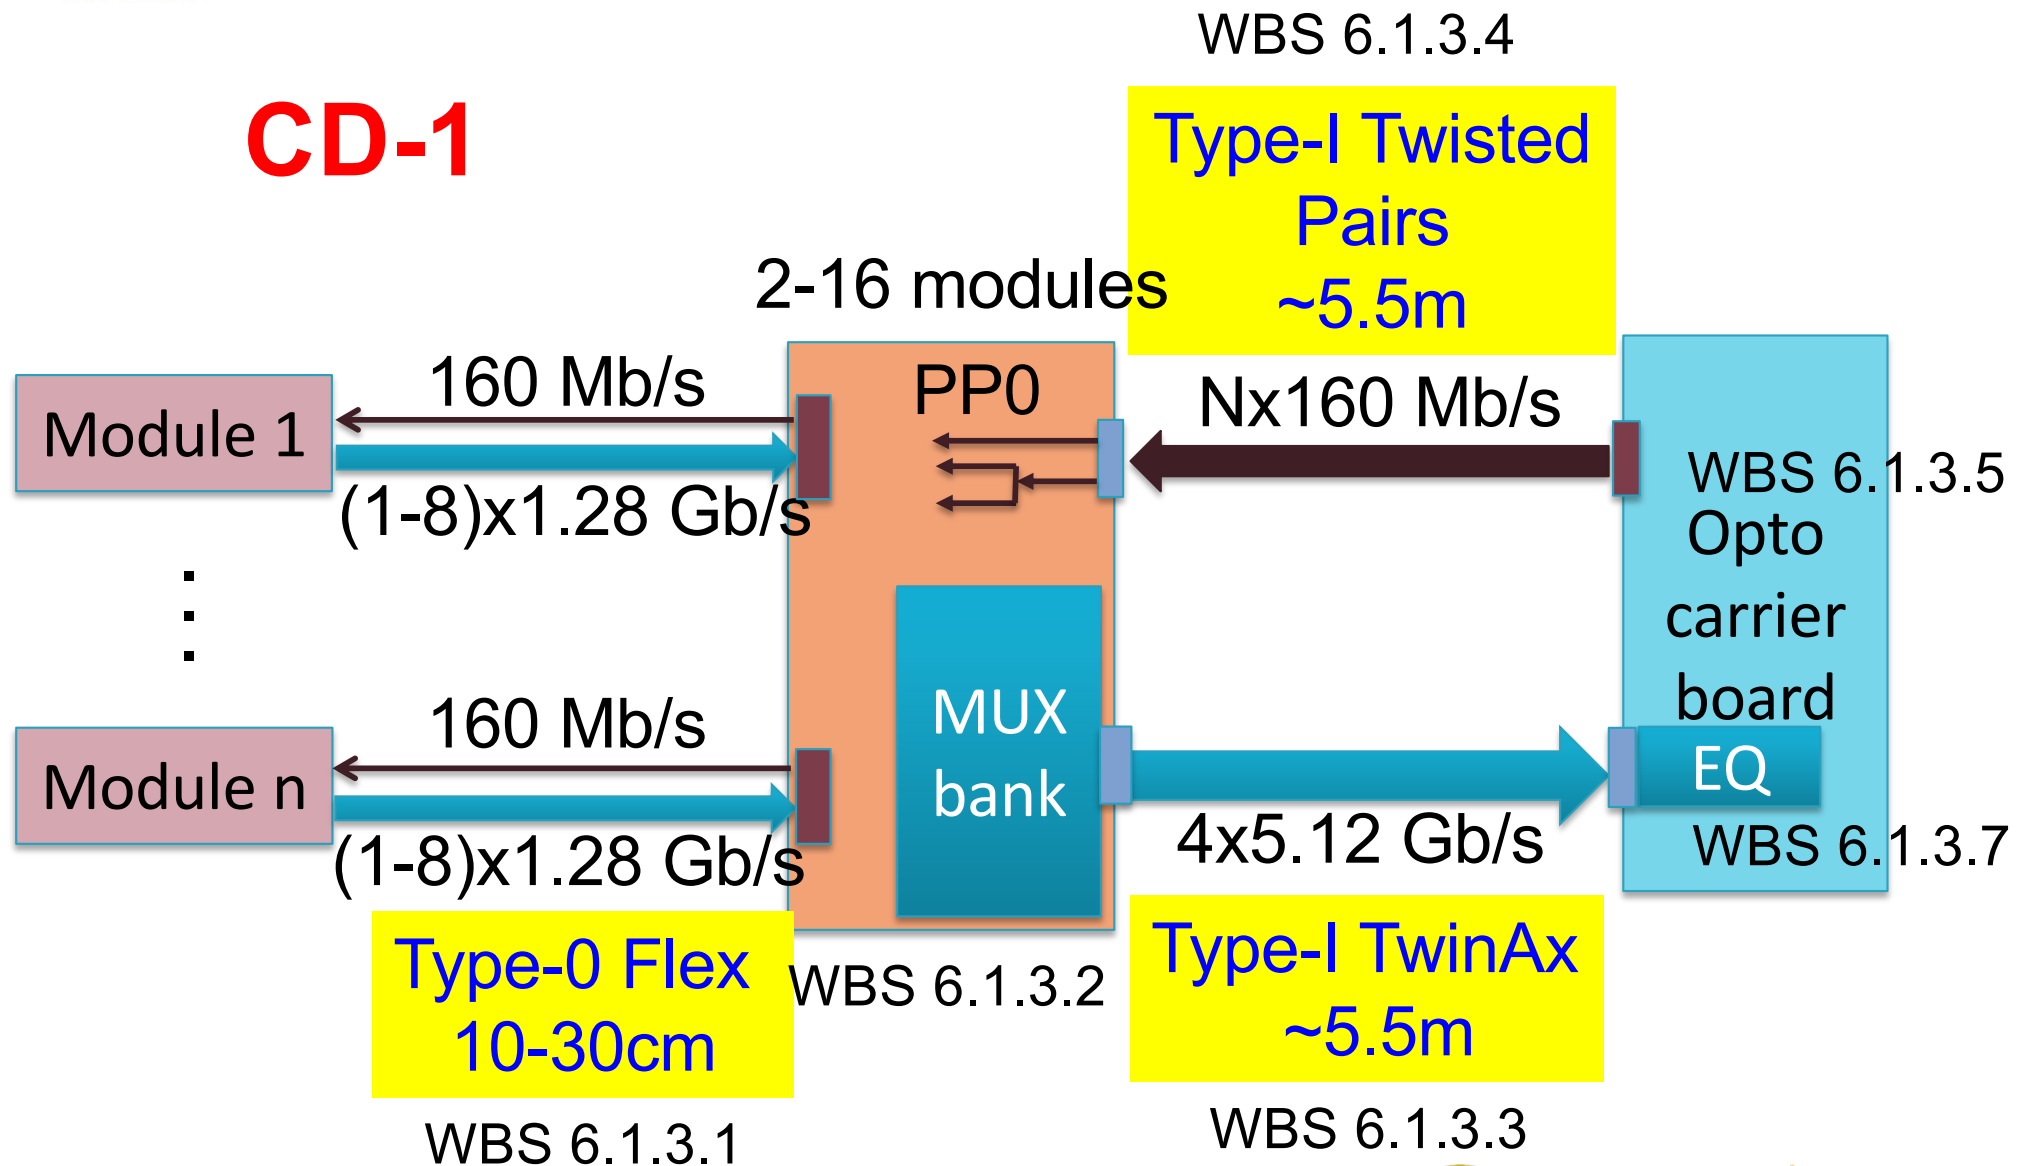 WBS 6.1.3.4
CD-1
Type-I Twisted
Pairs
~5.5m
2-16 modules
160 Mb/s
PP0
Nx160 Mb/s
Module 1
(1-8)x1.28 Gb/s
WBS 6.1.3.5
Opto
carrier
board
160 Mb/s
MUX
bank
Module n
EQ
(1-8)x1.28 Gb/s
4x5.12 Gb/s
WBS 6.1.3.7
Type-0 Flex
10-30cm
WBS 6.1.3.2
Type-I TwinAx
~5.5m
WBS 6.1.3.1
WBS 6.1.3.3